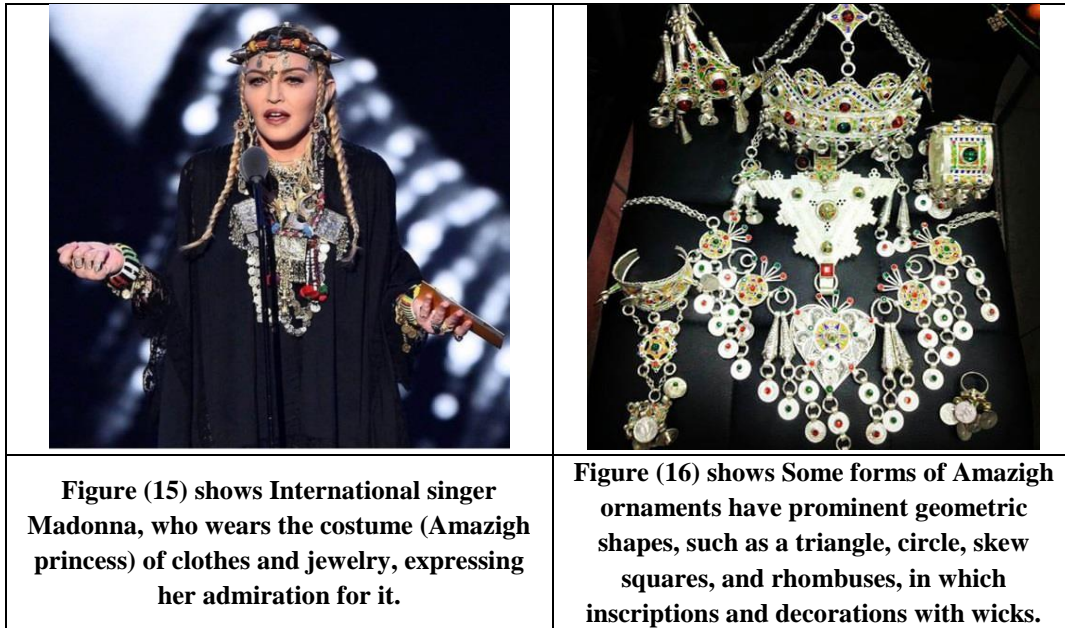 Figure (15) shows International singer
Madonna, who wears the costume (Amazigh
princess) of clothes and jewelry, expressing
her admiration for it.
Figure (16) shows Some forms of Amazigh
ornaments have prominent geometric
shapes, such as a triangle, circle, skew
squares, and rhombuses, in which
inscriptions and decorations with wicks.